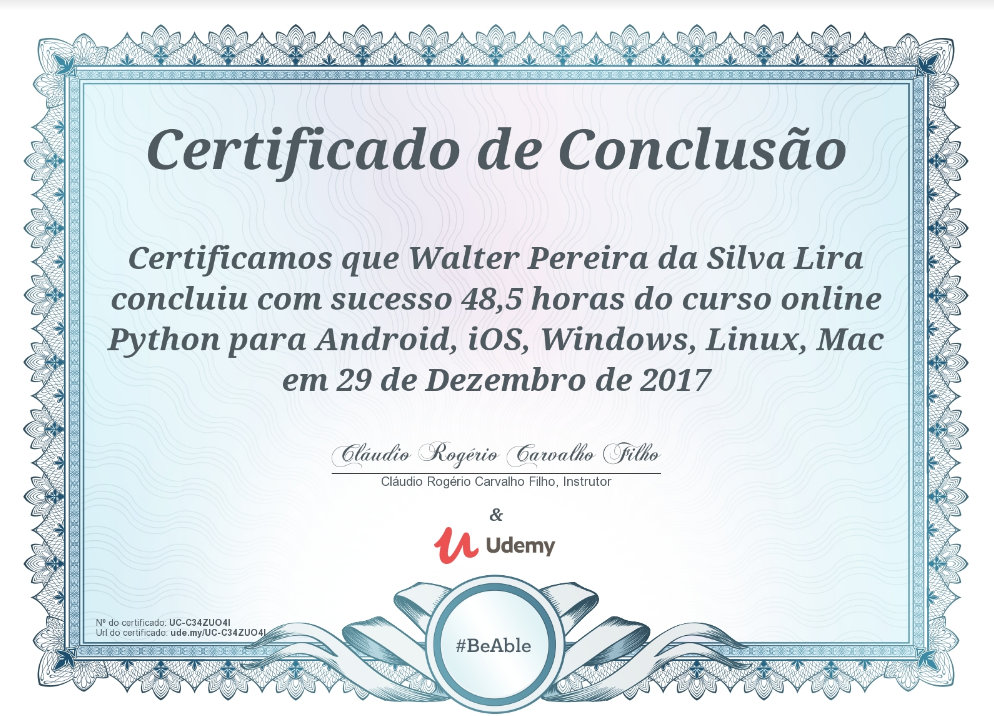 Certificado de Conclusão
Certificamos que Walter Pereira da Silva Lira
concluiu com sucesso 48,5 horas do curso online
Python para Android, iOS, Windows, Linux, Mac
em 29 de Dezembro de 2017
Cláudio Rogério Carvalho Filho
Cláudio Rogério Carvalho Filho, Instrutor
&
Udemy
#BeAble
Nº do certificado: UC-C34ZUO4I
Url do certificado: ude.my/UC-C34ZUO4I